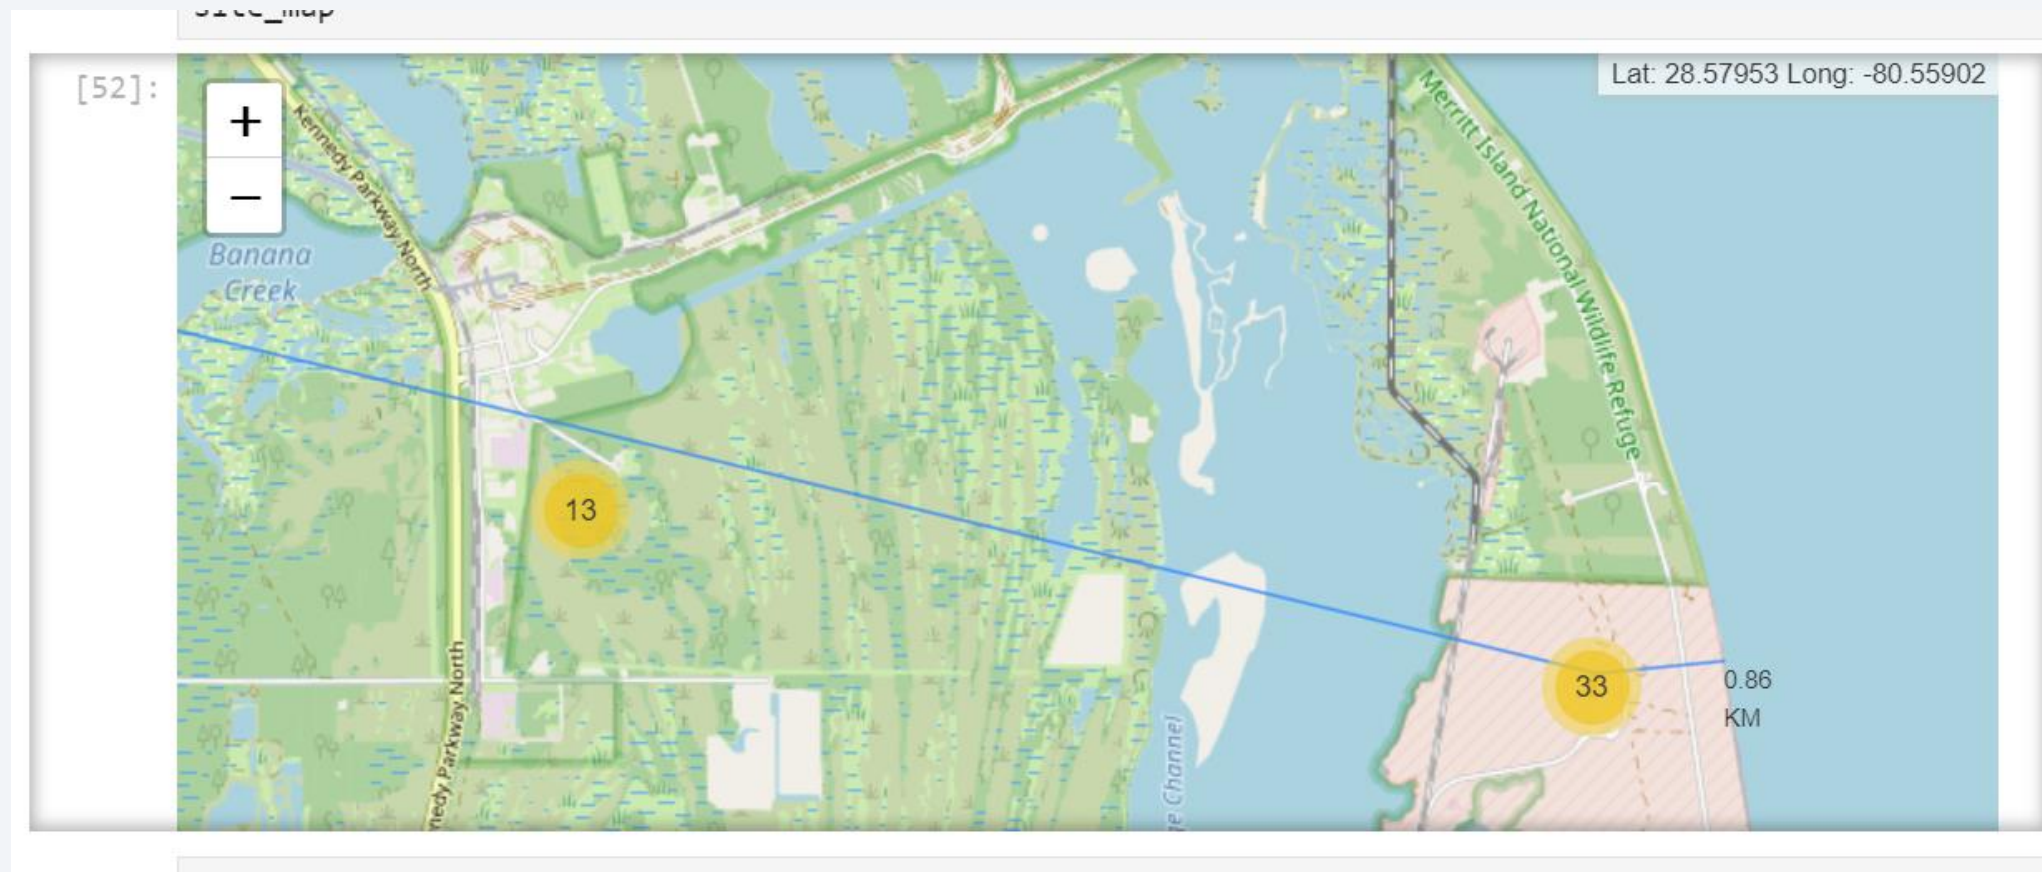 site_map
[52]:
Lat: 28.57953 Long: -80.55902
+
−
Kennedy Parkway North
Merritt Island National Wildlife Refuge
Banana
Creek
13
33
0.86
KM
Kennedy Parkway North
Channel